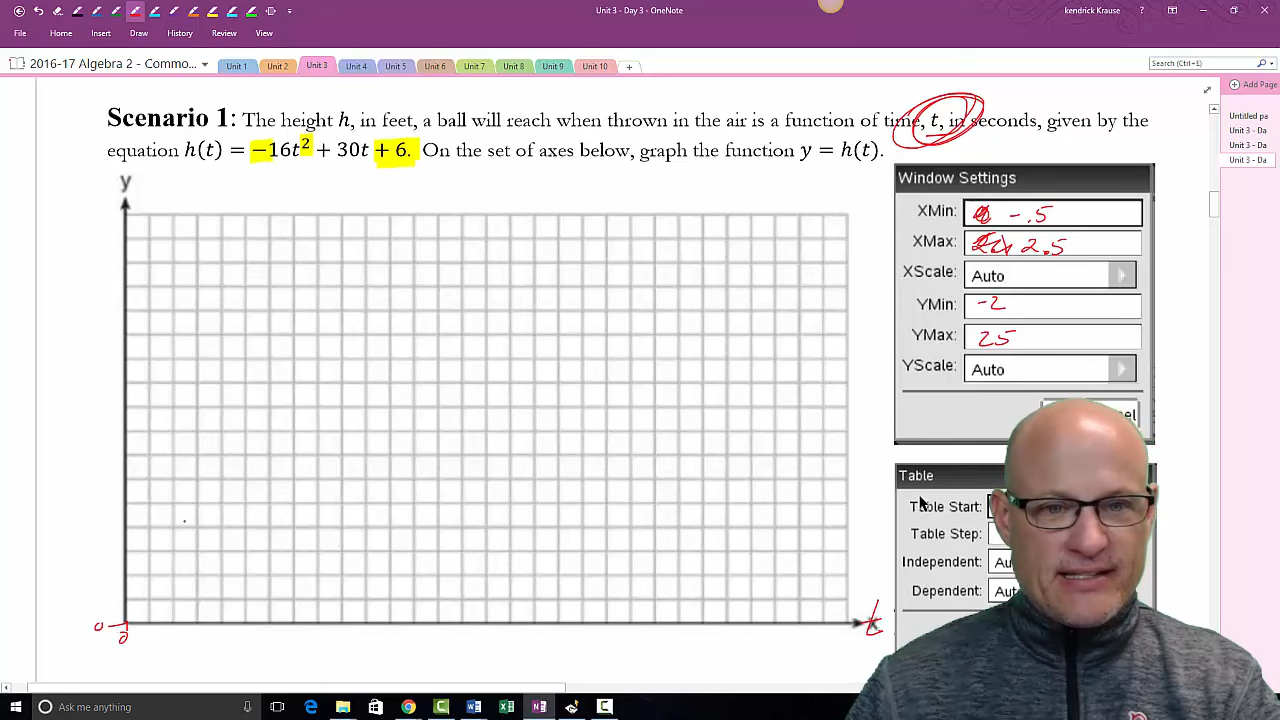 Unit 3 - Day 3 - OneNote
kendrick Krause
?
File Home Insert Draw History Review View
2016-17 Algebra 2 - Commo... Unit 1 Unit 2 Unit 3 Unit 4 Unit 5 Unit 6 Unit 7 Unit 8 Unit 9 Unit 10 +
Search (Ctrl+E)
Add Page
Untitled pa
Unit 3 - Da
Unit 3 - Da
Unit 3 - Da
Scenario 1: The height h, in feet, a ball will reach when thrown in the air is a function of time, t, in seconds, given by the
equation h(t) = −16t² + 30t + 6. On the set of axes below, graph the function y = h(t).
y
0
0
t
Window Settings
XMin: -.5
XMax: 2.5
XScale: Auto
YMin: -2
YMax: 25
YScale: Auto
Table
Table Start:
Table Step:
Independent: Au
Dependent: Aut
Ask me anything